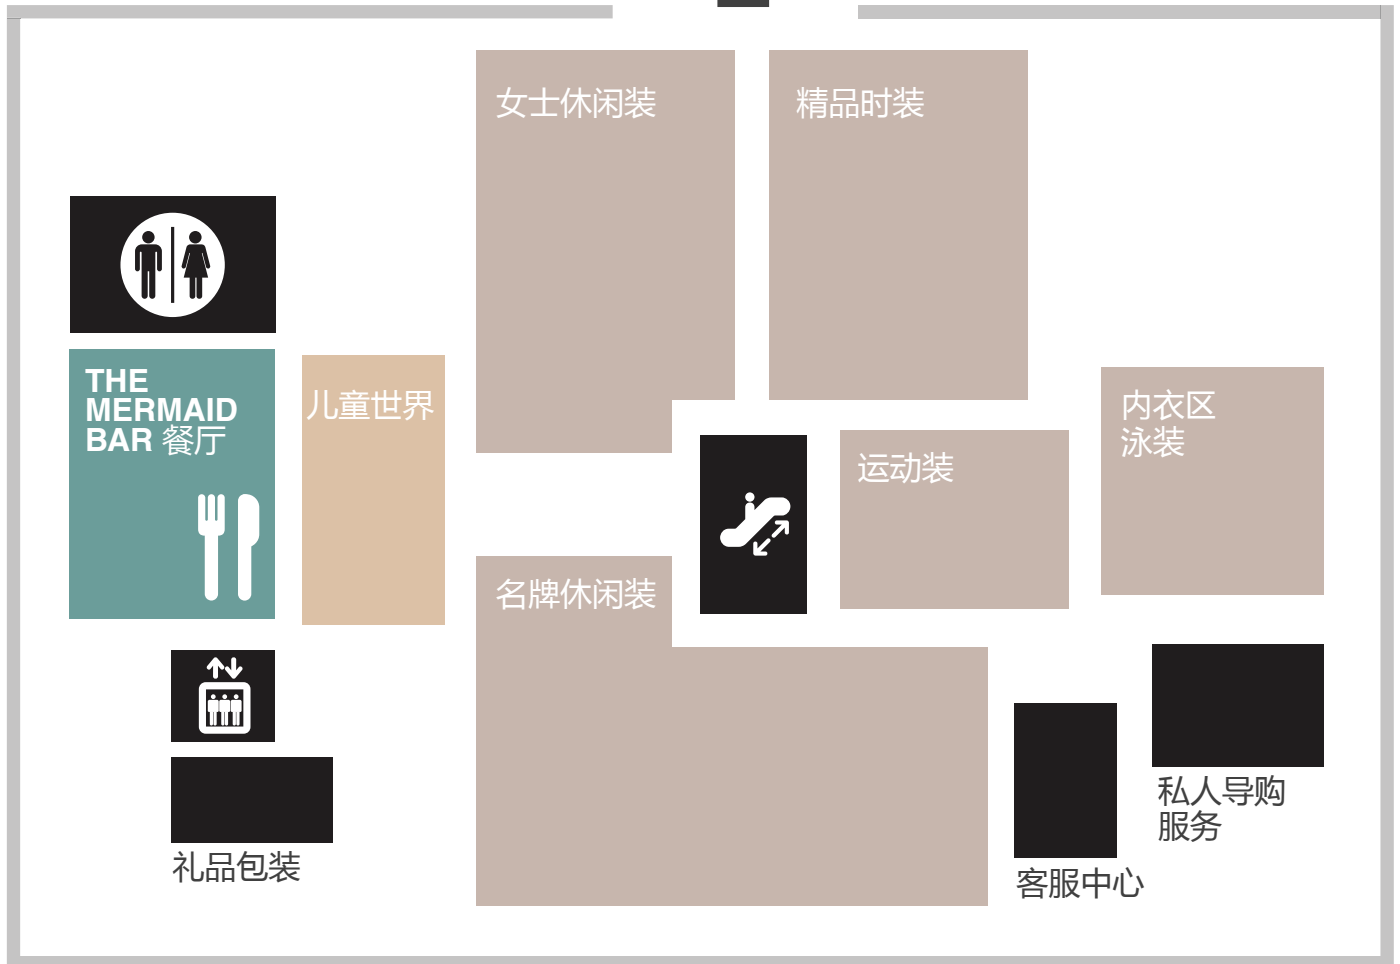 女士休闲装
精品时装
THE
MERMAID
BAR 餐厅
儿童世界
内衣区
泳装
运动装
名牌休闲装
私人导购
服务
礼品包装
客服中心